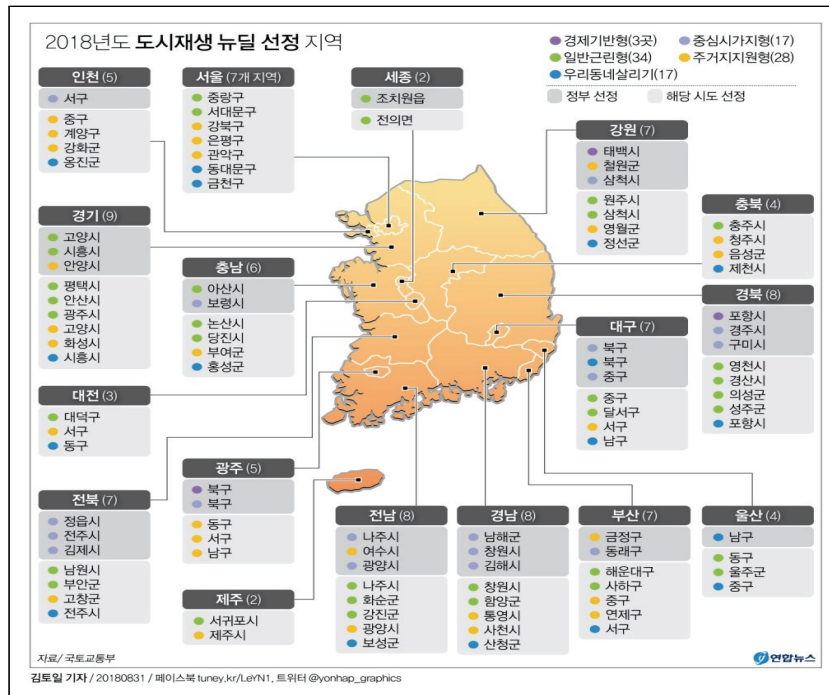 2018년도 도시재생 뉴딜 선정 지역
경제기반형(3곳)
중심시가지형(17)
일반근린형(34)
주거지지원형(28)
우리동네살리기(17)
정부 선정
해당 시도 선정
인천 (5)
서구
중구
계양구
강화군
옹진군
서울 (7개 지역)
중랑구
서대문구
강북구
은평구
관악구
동대문구
금천구
세종 (2)
조치원읍
전의면
강원 (7)
태백시
철원군
삼척시
원주시
삼척시
영월군
정선군
경기 (9)
고양시
시흥시
안양시
평택시
안산시
광주시
고양시
화성시
시흥시
충남 (6)
아산시
보령시
논산시
당진시
부여군
홍성군
충북 (4)
충주시
청주시
음성군
제천시
경북 (8)
포항시
경주시
구미시
영천시
경산시
의성군
성주군
포항시
대구 (7)
북구
북구
중구
중구
달서구
서구
남구
대전 (3)
대덕구
서구
동구
광주 (5)
북구
북구
동구
서구
남구
전북 (7)
정읍시
전주시
김제시
남원시
부안군
고창군
전주시
제주 (2)
서귀포시
제주시
전남 (8)
나주시
여수시
광양시
나주시
화순군
강진군
광양시
보성군
경남 (8)
남해군
창원시
김해시
창원시
함양군
통영시
사천시
산청군
부산 (7)
금정구
동래구
해운대구
사하구
중구
연제구
서구
울산 (4)
남구
동구
울주군
중구
자료/ 국토교통부
연합뉴스
김토일 기자 / 20180831 / 페이스북 tuney.kr/LeYN1, 트위터 @yonhap_graphics